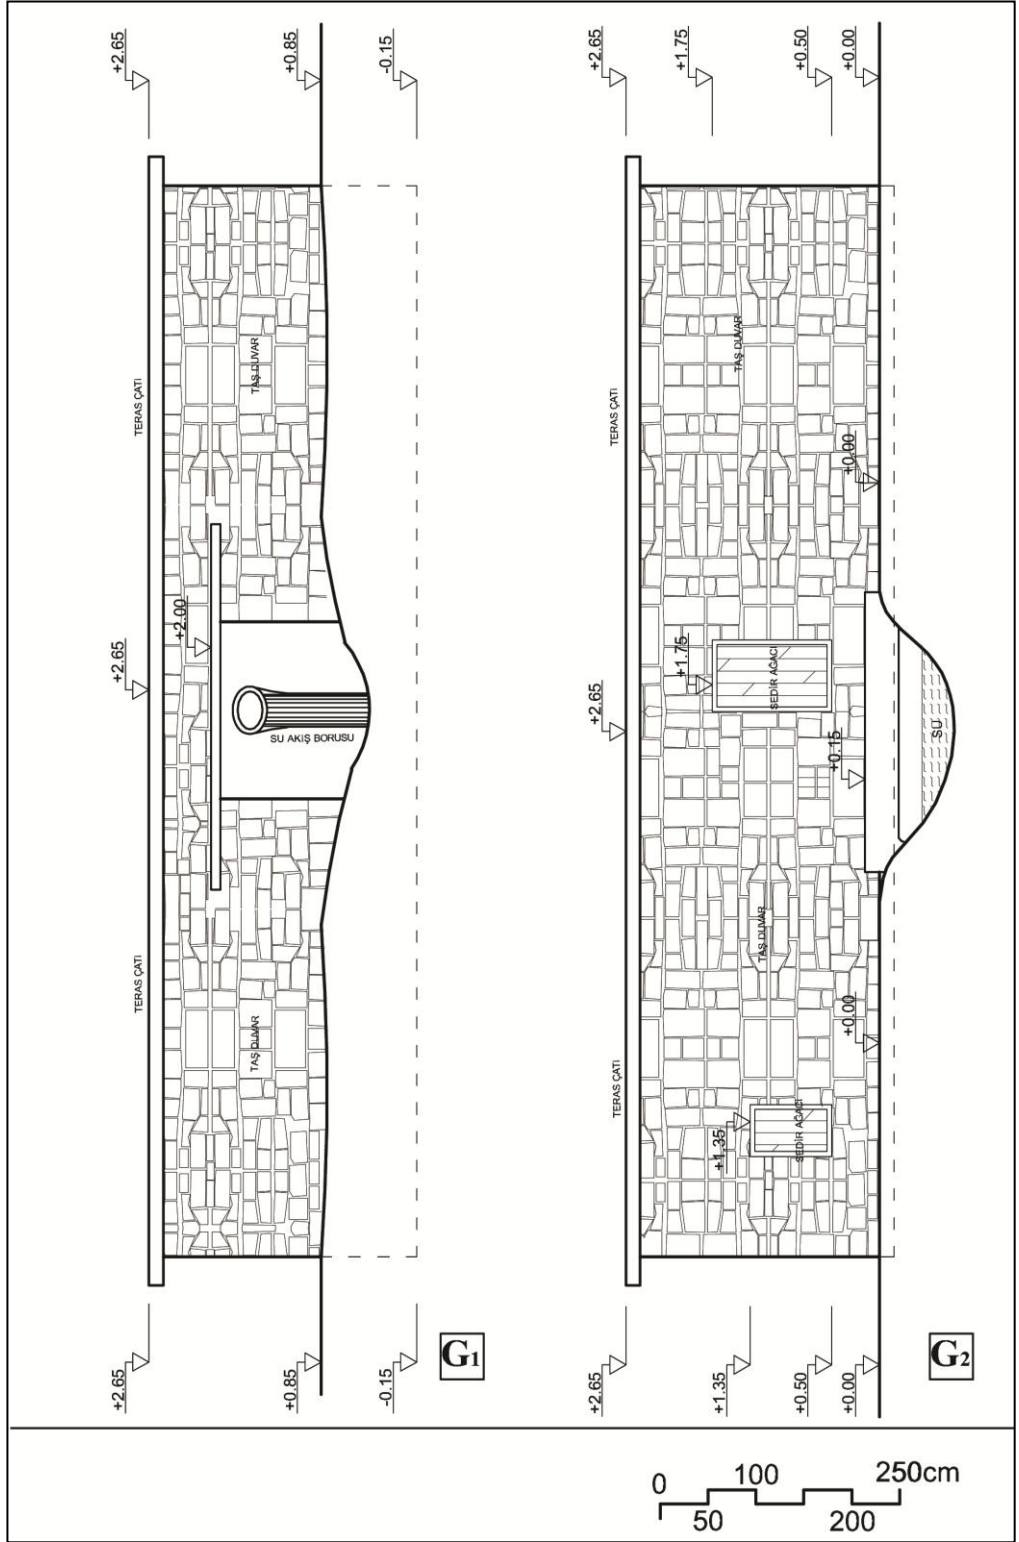 +2.65
+0.85
-0.15
TERAS ÇATI
TAŞ DUVAR
+2.00
+2.65
SU AKIŞ BORUSU
TERAS ÇATI
TAŞ DUVAR
+2.65
+0.85
-0.15
G1
+2.65
+1.75
+0.50
+0.00
TERAS ÇATI
TAŞ DUVAR
+0.00
+1.75
SEDİR AĞACI
+2.65
+0.15
SU
TAŞ DUVAR
+0.00
TERAS ÇATI
+1.35
SEDİR AĞACI
+2.65
+1.35
+0.50
+0.00
G2
0 100 250cm
50 200